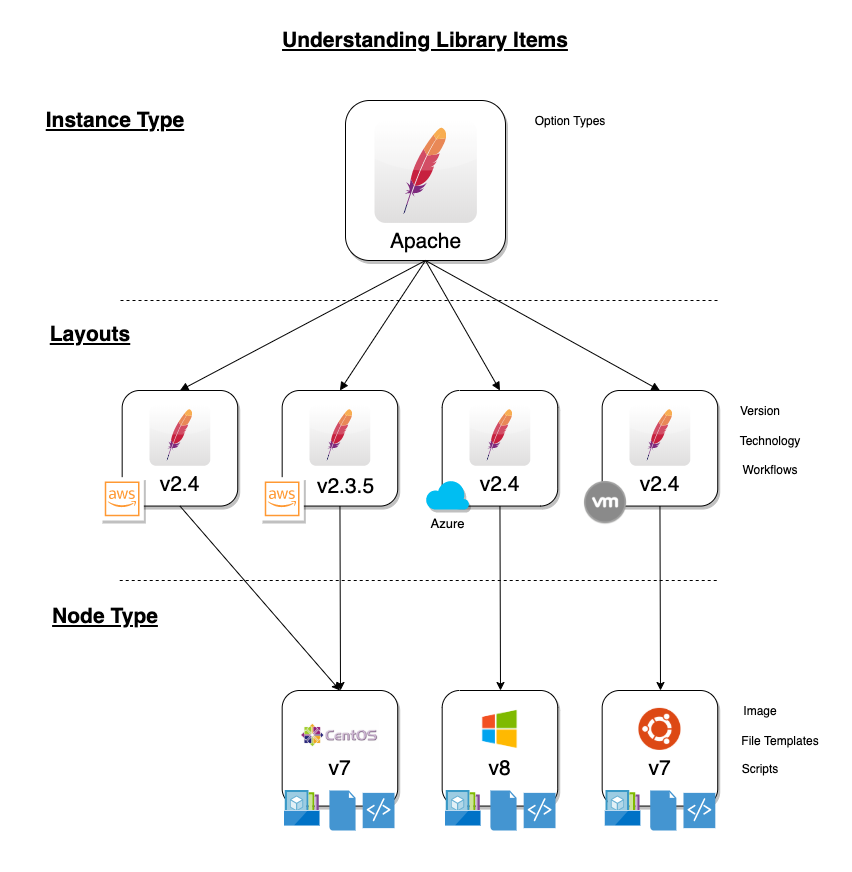 Understanding Library Items
Instance Type
Option Types
Apache
Layouts
Version
Technology
Workflows
v2.4
v2.3.5
v2.4
v2.4
aws
aws
Azure
vm
Node Type
Image
File Templates
Scripts
CentOS
v7
v8
v7
</>
</>
</>